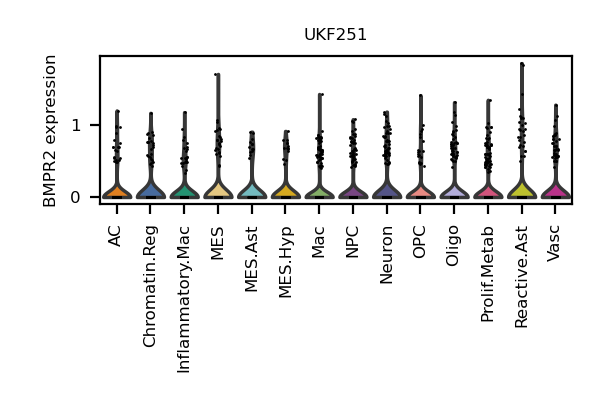 UKF251
BMPR2 expression
1
0
AC
Chromatin.Reg
Inflammatory.Mac
MES
MES.Ast
MES.Hyp
Mac
NPC
Neuron
OPC
Oligo
Prolif.Metab
Reactive.Ast
Vasc